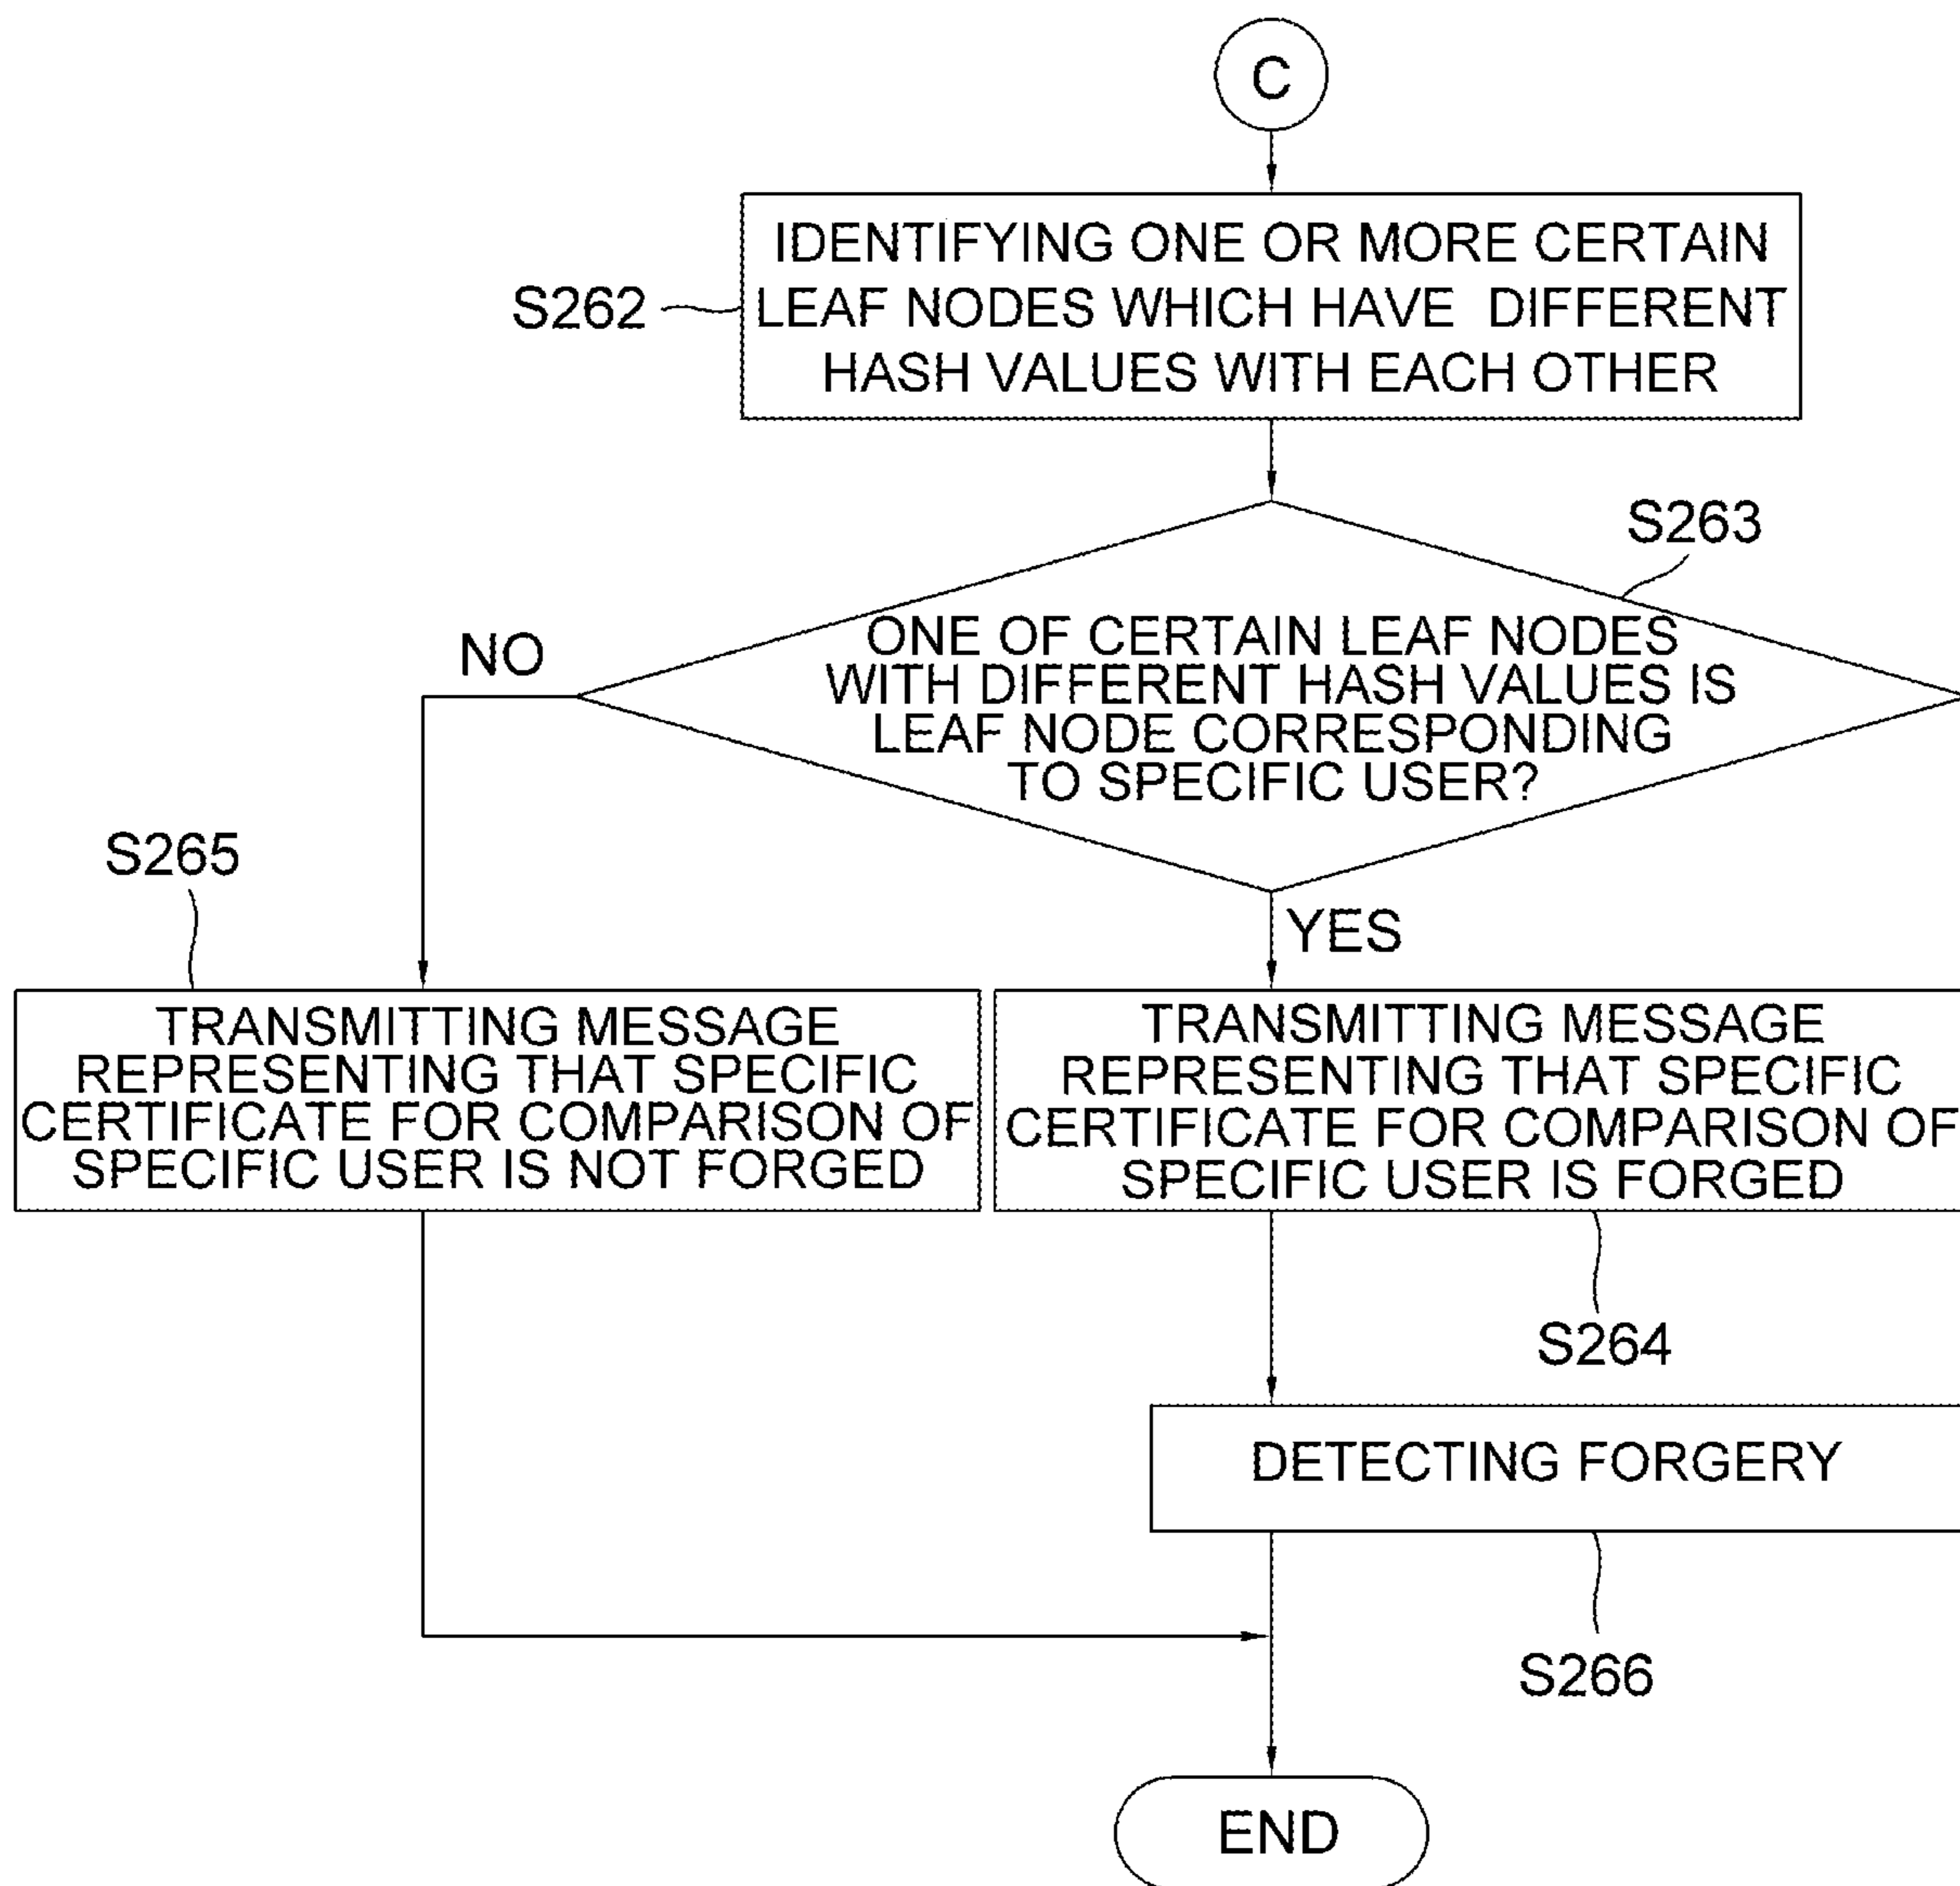 C
IDENTIFYING ONE OR MORE CERTAIN
LEAF NODES WHICH HAVE DIFFERENT
HASH VALUES WITH EACH OTHER
S262
S263
ONE OF CERTAIN LEAF NODES
WITH DIFFERENT HASH VALUES IS
LEAF NODE CORRESPONDING
TO SPECIFIC USER?
NO
YES
S265
TRANSMITTING MESSAGE
REPRESENTING THAT SPECIFIC
CERTIFICATE FOR COMPARISON OF
SPECIFIC USER IS NOT FORGED
TRANSMITTING MESSAGE
REPRESENTING THAT SPECIFIC
CERTIFICATE FOR COMPARISON OF
SPECIFIC USER IS FORGED
S264
DETECTING FORGERY
S266
END